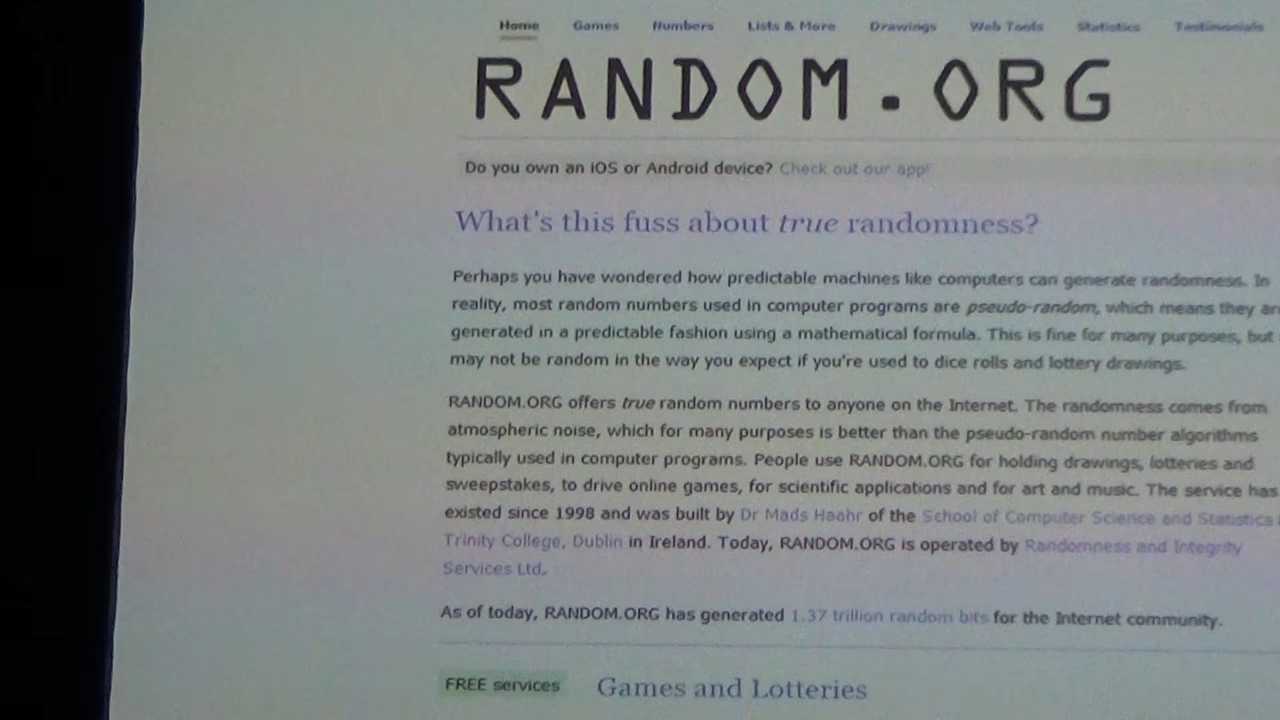 Home Games Numbers Lists & More Drawings Web Tools Statistics Testimonials
RANDOM.ORG
Do you own an iOS or Android device? Check out our app!
What's this fuss about true randomness?
Perhaps you have wondered how predictable machines like computers can generate randomness. In
reality, most random numbers used in computer programs are pseudo-random, which means they
generated in a predictable fashion using a mathematical formula. This is fine for many purposes, but
may not be random in the way you expect if you're used to dice rolls and lottery drawings.
RANDOM.ORG offers true random numbers to anyone on the Internet. The randomness comes from
atmospheric noise, which for many purposes is better than the pseudo-random number algorithms
typically used in computer programs. People use RANDOM.ORG for holding drawings, lotteries and
sweepstakes, to drive online games, for scientific applications and for art and music. The service has
existed since 1998 and was built by Dr Mads Haahr of the School of Computer Science and Statistics
Trinity College, Dublin in Ireland. Today, RANDOM.ORG is operated by Randomness and Integrity
Services Ltd.
As of today, RANDOM.ORG has generated 1.37 trillion random bits for the Internet community.
FREE services Games and Lotteries